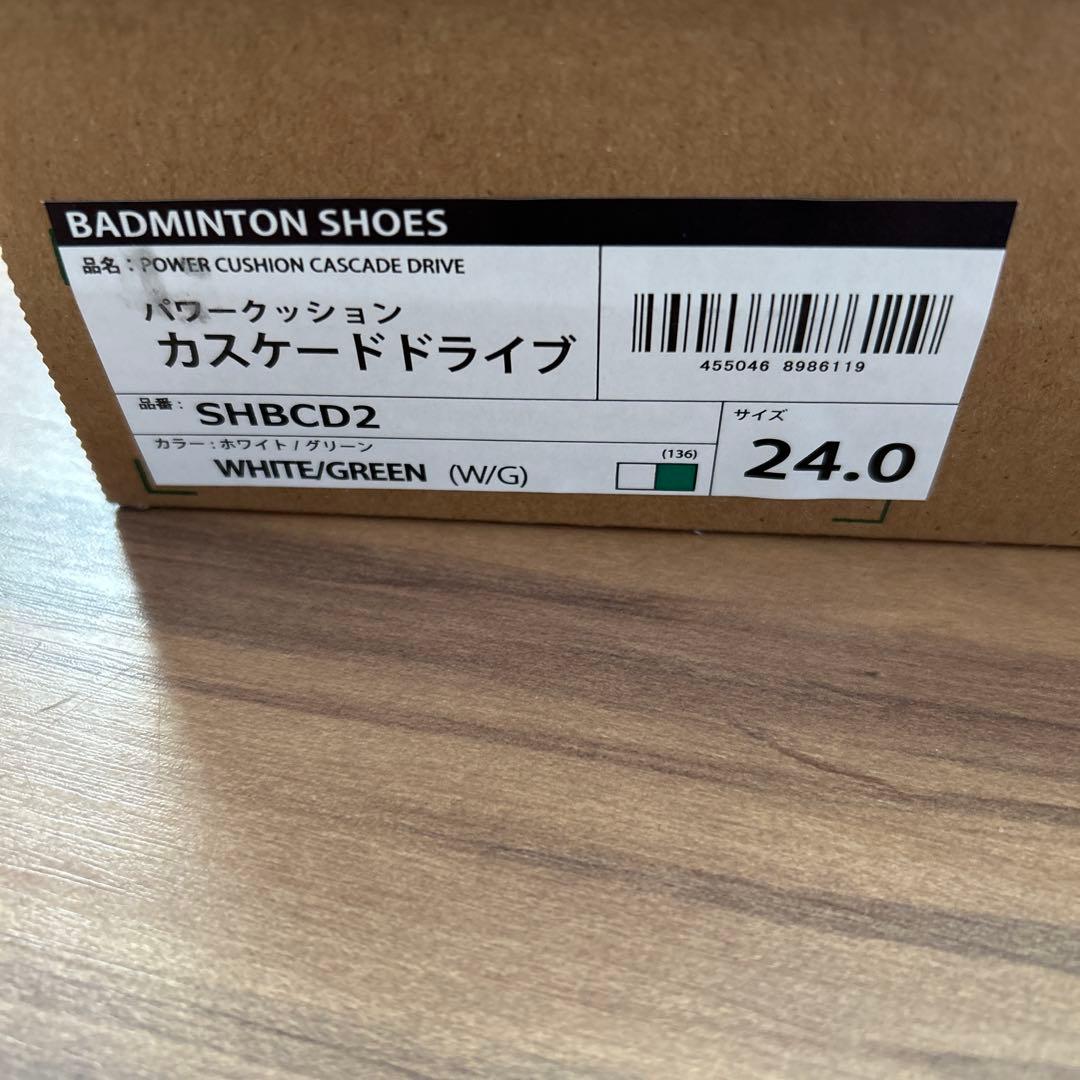 BADMINTON SHOES
品名：POWER CUSHION CASCADE DRIVE
パワークッション
カスケードドライブ
455046 8986119
品番： SHBCD2
サイズ
24.0
カラー：ホワイト / グリーン
WHITE/GREEN (W/G)
(136)